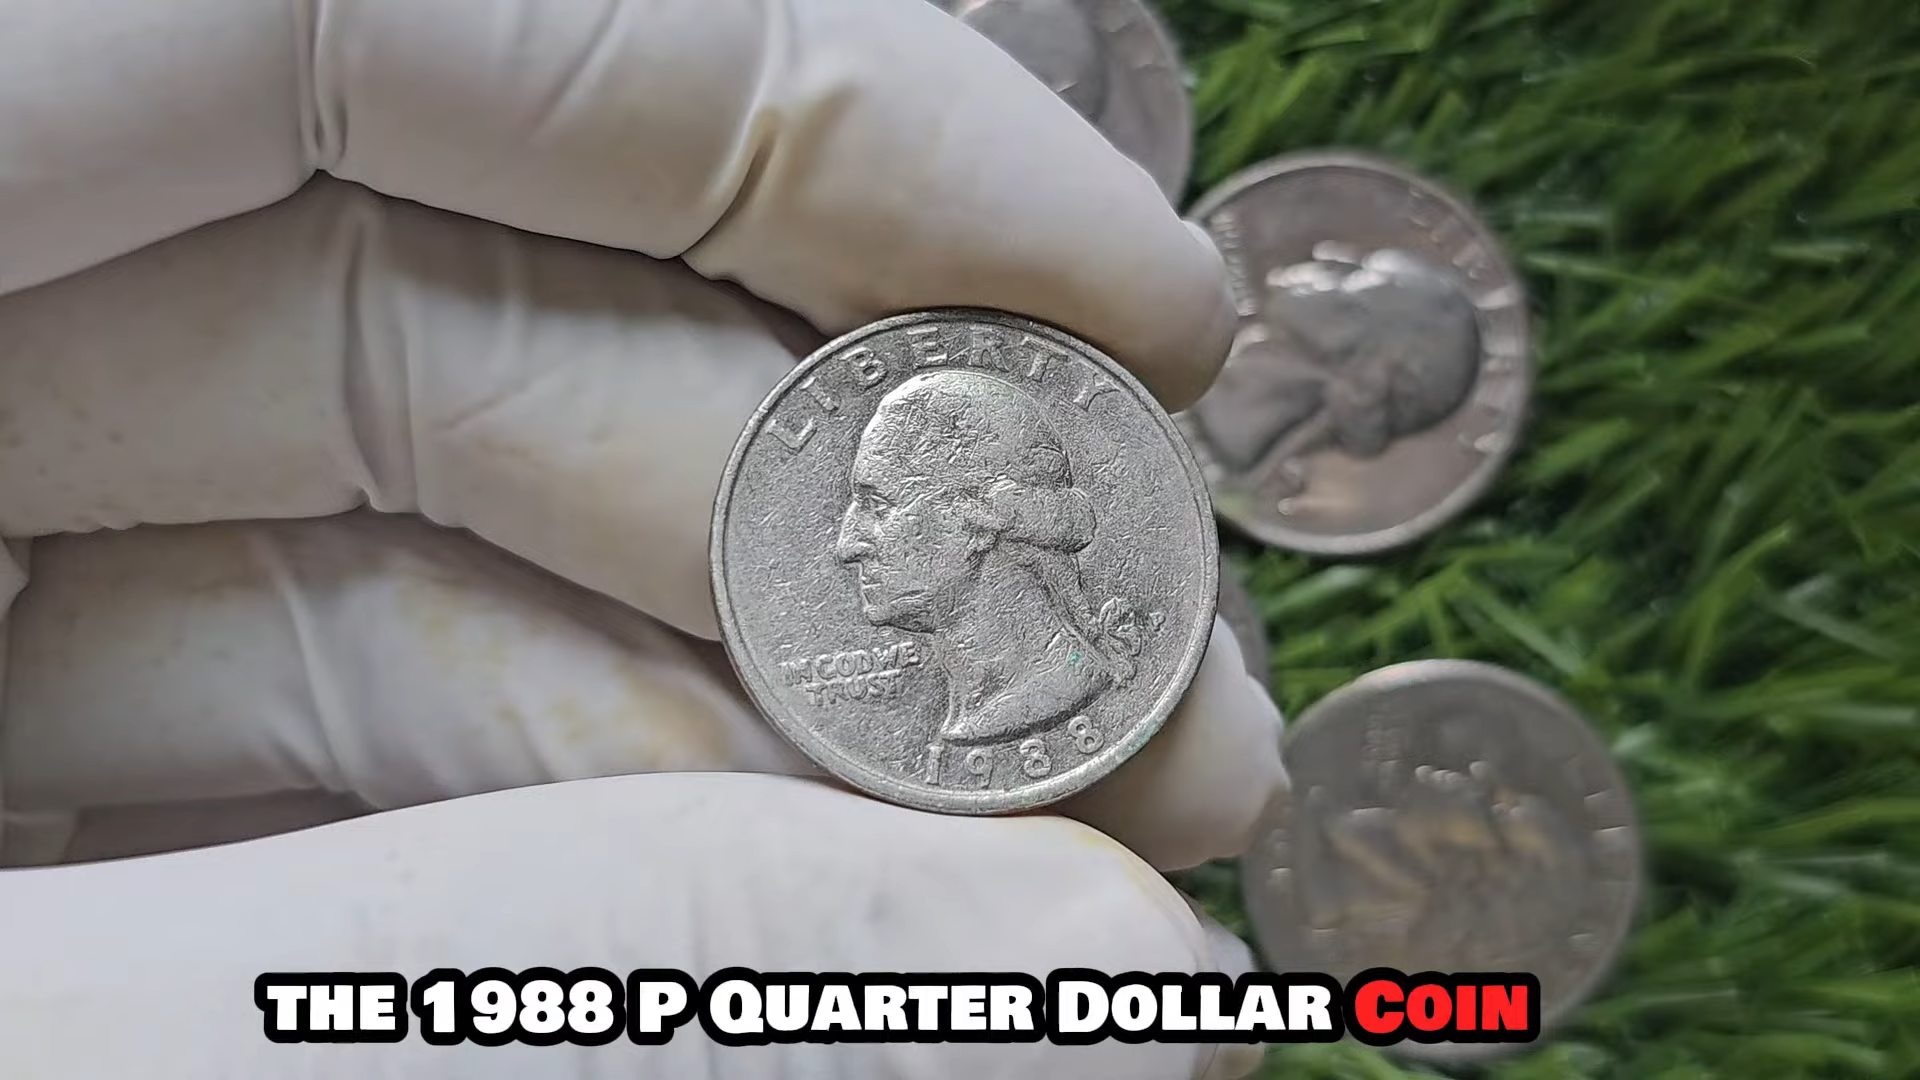 LIBERTY
IN GOD WE
TRUST
P
1988
THE 1988 P QUARTER DOLLAR COIN